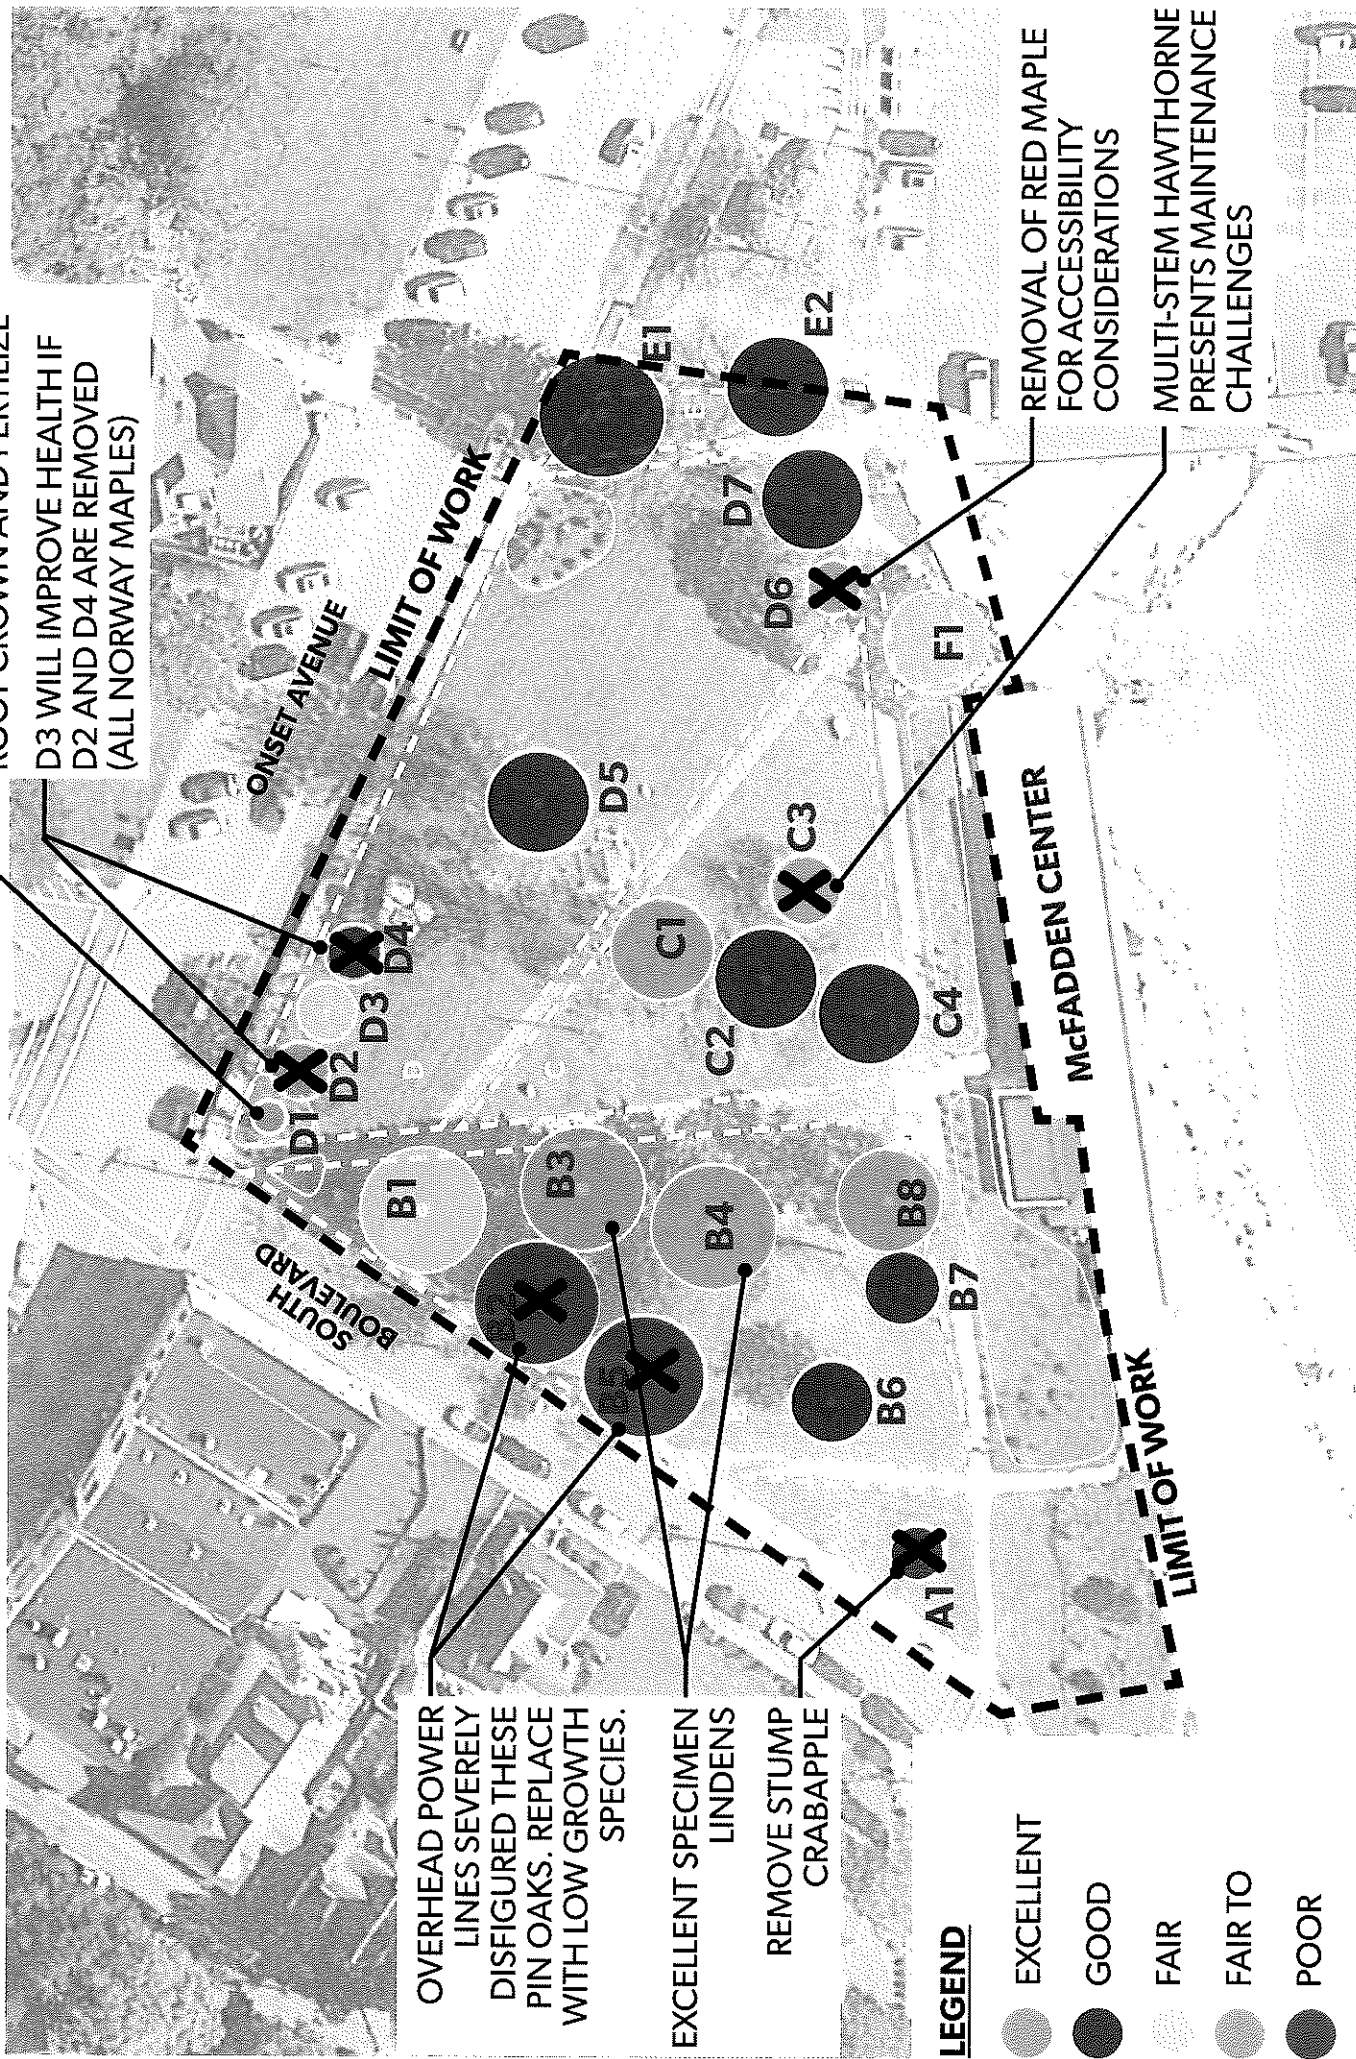 D3 WILL IMPROVE HEALTH IF
D2 AND D4 ARE REMOVED
(ALL NORWAY MAPLES)
ONSET AVENUE
LIMIT OF WORK
SOUTH
BOULEVARD
D1
D2
D3
D4
D5
B1
B3
B4
B5
B6
B7
B8
C1
C2
C3
C4
D6
D7
E1
E2
F1
A1
McFADDEN CENTER
LIMIT OF WORK
OVERHEAD POWER
LINES SEVERELY
DISFIGURED THESE
PIN OAKS. REPLACE
WITH LOW GROWTH
SPECIES.
EXCELLENT SPECIMEN
LINDENS
REMOVE STUMP
CRABAPPLE
REMOVAL OF RED MAPLE
FOR ACCESSIBILITY
CONSIDERATIONS
MULTI-STEM HAWTHORNE
PRESENTS MAINTENANCE
CHALLENGES
LEGEND
EXCELLENT
GOOD
FAIR
FAIR TO
POOR